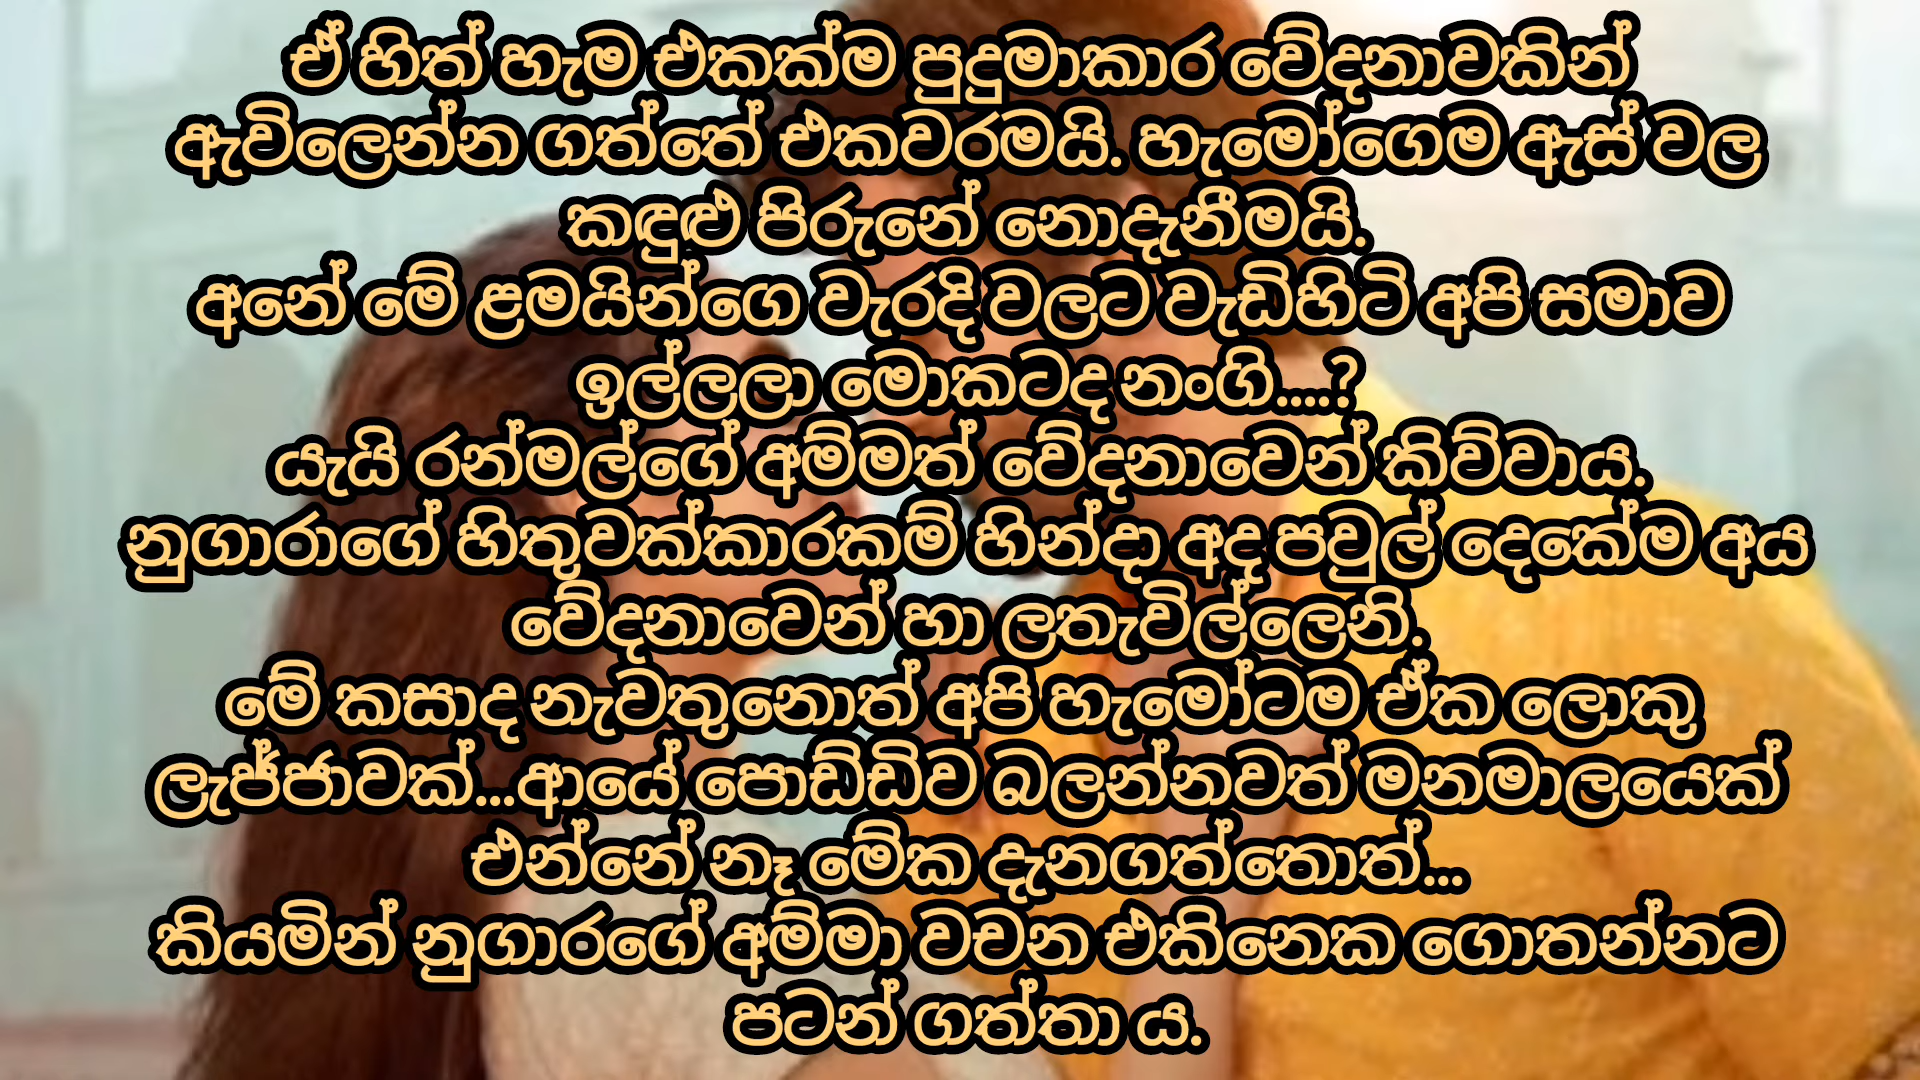 ඒ හිත් හැම එකක්ම පුදුමාකාර වේදනාවකින්
ඇවිලෙන්න ගත්තේ එකවරමයි. හැමෝගෙම ඇස් වල
කඳුළු පිරුනේ නොදැනීමයි.
අනේ මේ ළමයින්ගෙ වැරදි වලට වැඩිහිටි අපි සමාව
ඉල්ලලා මොකටද නංගි....?
යැයි රන්මල්ගේ අම්මත් වේදනාවෙන් කිව්වාය.
නුගාරාගේ හිතුවක්කාරකම් හින්දා අද පවුල් දෙකේම අය
වේදනාවෙන් හා ලතැවිල්ලෙනි.
මේ කසාද නැවතුනොත් අපි හැමෝටම ඒක ලොකු
ලැජ්ජාවක්...ආයේ පොඩ්ඩිව බලන්නවත් මනමාලයෙක්
එන්නේ නෑ මේක දැනගත්තොත්...
කියමින් නුගාරගේ අම්මා වචන එකිනෙක ගොතන්නට
පටන් ගත්තා ය.